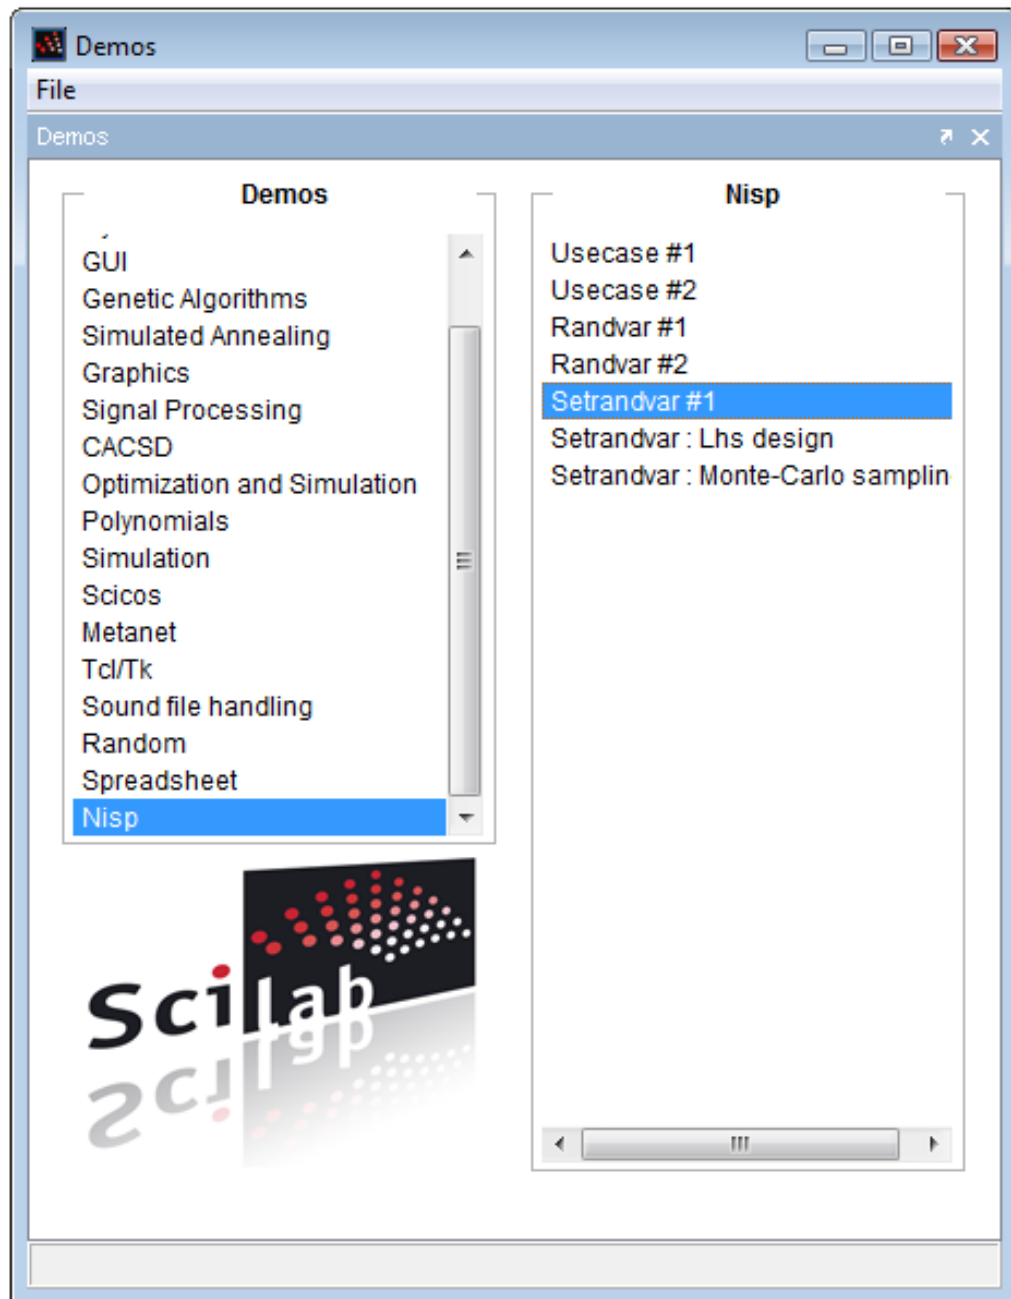 Demos
File
Demos
Demos
GUI
Genetic Algorithms
Simulated Annealing
Graphics
Signal Processing
CACSD
Optimization and Simulation
Polynomials
Simulation
Scicos
Metanet
Tcl/Tk
Sound file handling
Random
Spreadsheet
Nisp
Scilab
Nisp
Usecase #1
Usecase #2
Randvar #1
Randvar #2
Setrandvar #1
Setrandvar : Lhs design
Setrandvar : Monte-Carlo samplin